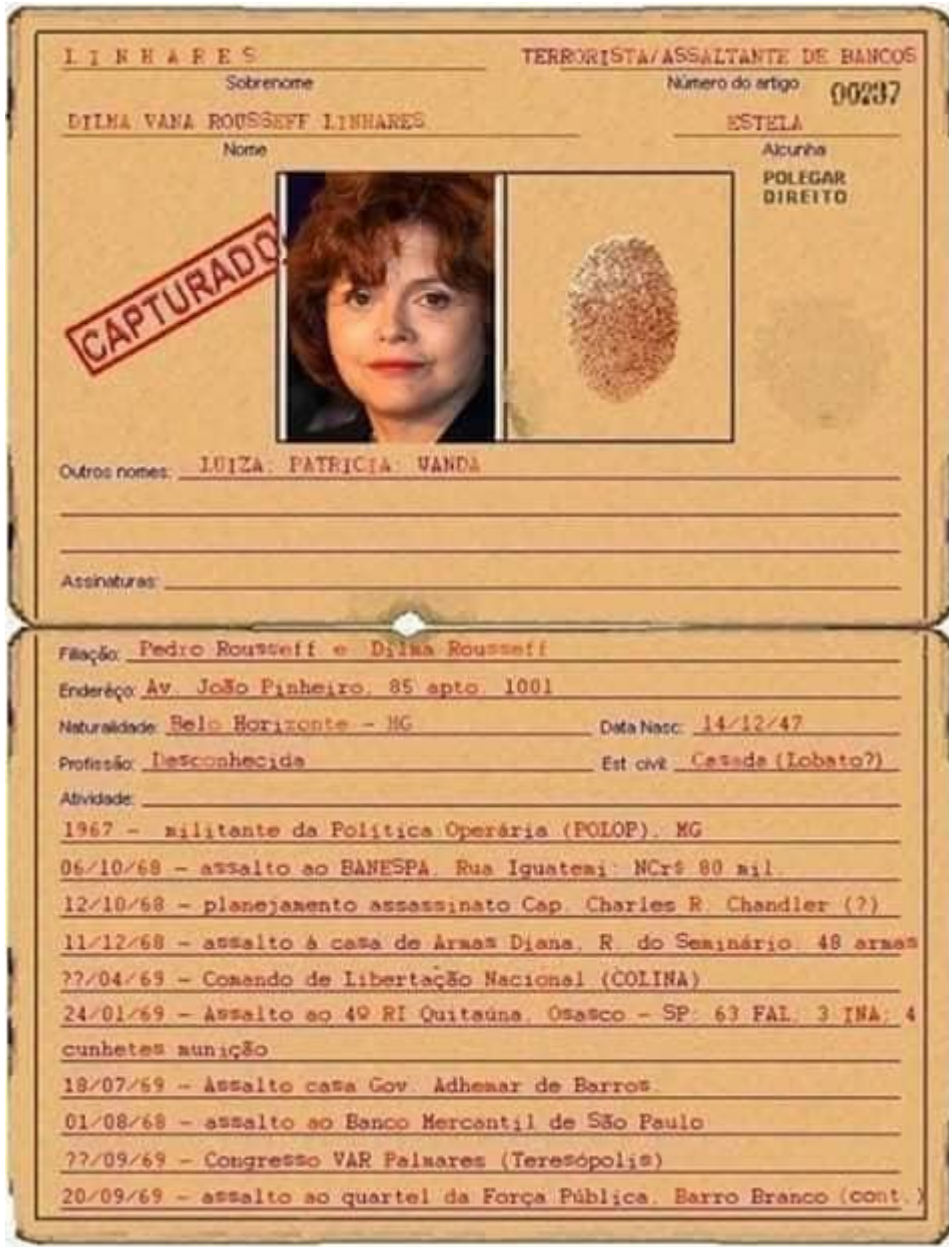 LINHARES TERRORISTA/ASSALTANTE DE BANCOS
Sobrenome Número do artigo 00237
DILMA VANA ROUSSEFF LINHARES ESTELA
Nome Alcunha
POLEGAR
DIREITO
CAPTURADO
Outros nomes: LUIZA; PATRICIA; WANDA
Assinaturas:
Filiação: Pedro Rousseff e Dilma Rousseff
Enderêço: Av. João Pinheiro, 85 apto. 1001
Naturalidade: Belo Horizonte - MG Data Nasc: 14/12/47
Profissão: Desconhecida Est civil: Casada (Lobato?)
Atividade:
1967 - militante da Política Operária (POLOP), MG
06/10/68 - assalto ao BANESPA, Rua Iguatemi; NCr$ 80 mil.
12/10/68 - planejamento assassinato Cap. Charles R. Chandler (?)
11/12/68 - assalto à casa de Armas Diana, R. do Seminário, 48 armas
??/04/69 - Comando de Libertação Nacional (COLINA)
24/01/69 - Assalto ao 4º RI Quitaúna, Osasco - SP; 63 FAL; 3 INA; 4
cunhetes munição
18/07/69 - Assalto casa Gov. Adhemar de Barros.
01/08/68 - assalto ao Banco Mercantil de São Paulo
??/09/69 - Congresso VAR Palmares (Teresópolis)
20/09/69 - assalto ao quartel da Força Pública, Barro Branco (cont.)